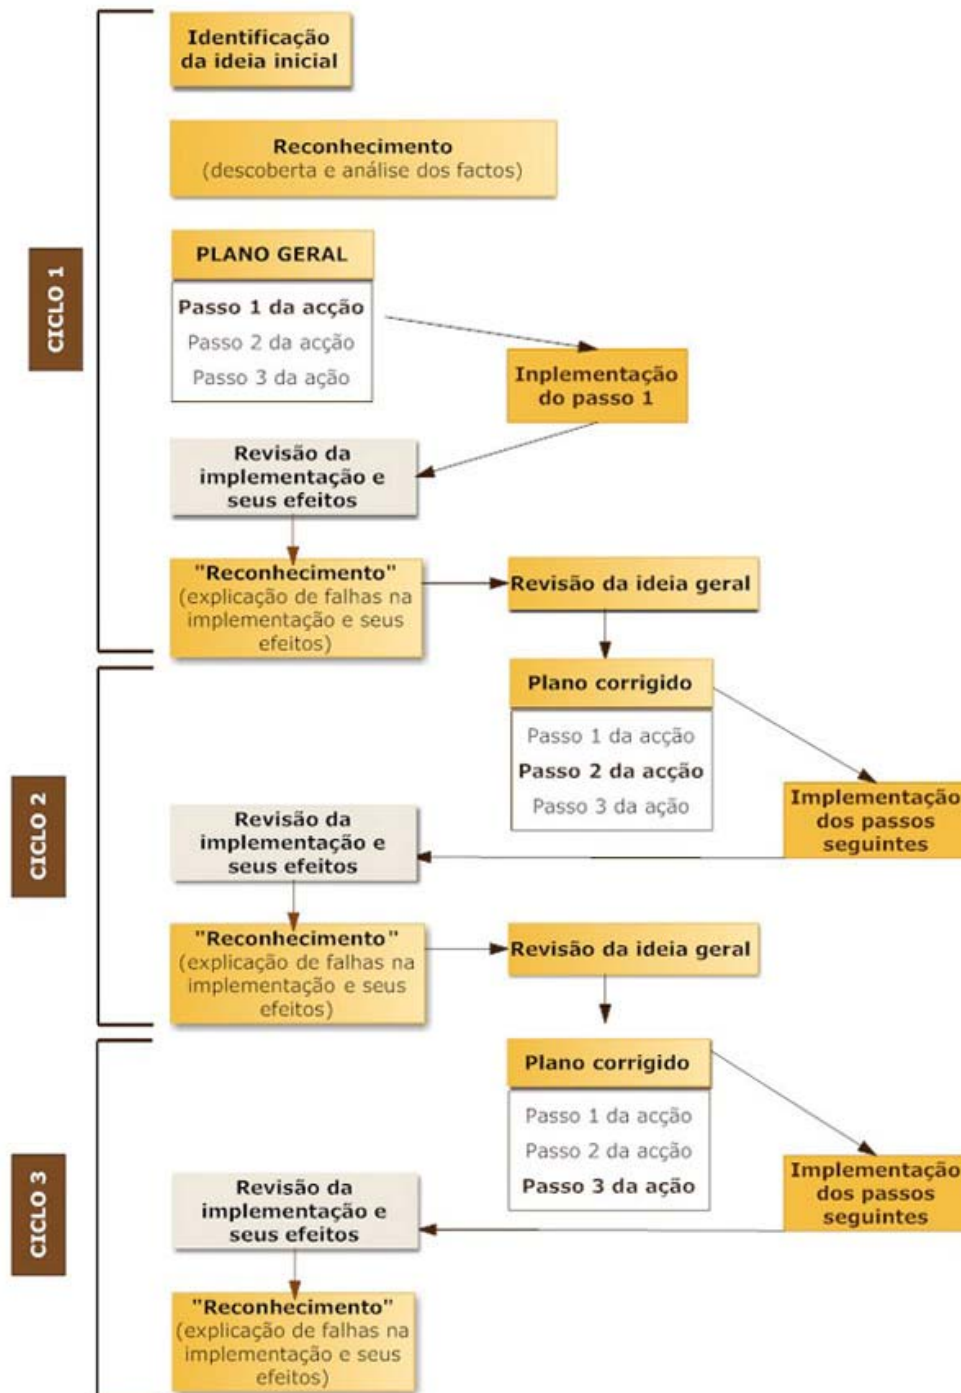 Identificação
da ideia inicial
Reconhecimento
(descoberta e análise dos factos)
CICLO 1
PLANO GERAL
Passo 1 da acção
Passo 2 da acção
Passo 3 da ação
Inplementação
do passo 1
Revisão da
implementação e
seus efeitos
"Reconhecimento"
(explicação de falhas na
implementação e seus
efeitos)
Revisão da ideia geral
CICLO 2
Plano corrigido
Passo 1 da acção
Passo 2 da acção
Passo 3 da ação
Implementação
dos passos
seguintes
Revisão da
implementação e
seus efeitos
"Reconhecimento"
(explicação de falhas na
implementação e seus
efeitos)
Revisão da ideia geral
CICLO 3
Plano corrigido
Passo 1 da acção
Passo 2 da acção
Passo 3 da ação
Implementação
dos passos
seguintes
Revisão da
implementação e
seus efeitos
"Reconhecimento"
(explicação de falhas na
implementação e seus
efeitos)